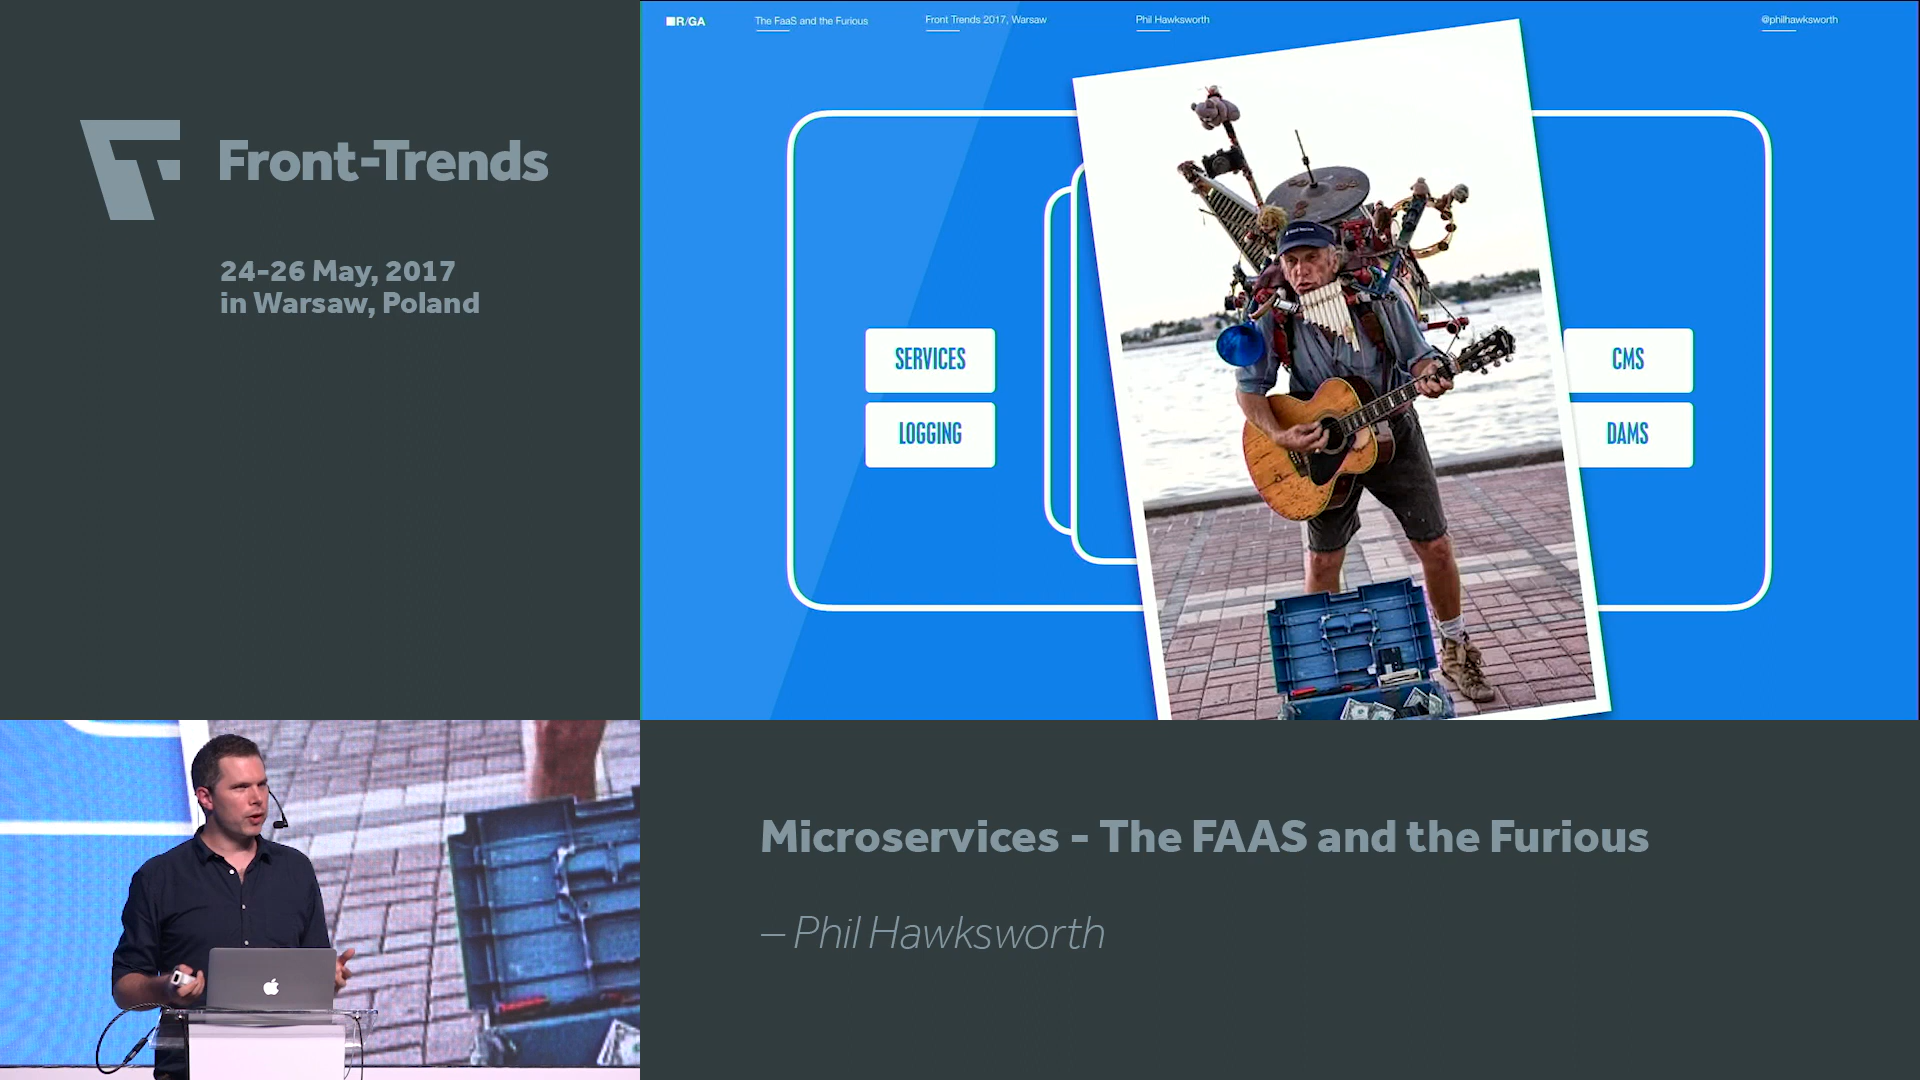 Front-Trends
24-26 May, 2017
in Warsaw, Poland
R/GA
The FaaS and the Furious
Front Trends 2017, Warsaw
Phil Hawksworth
@philhawksworth
SERVICES
LOGGING
CMS
DAMS
Microservices - The FAAS and the Furious
– Phil Hawksworth